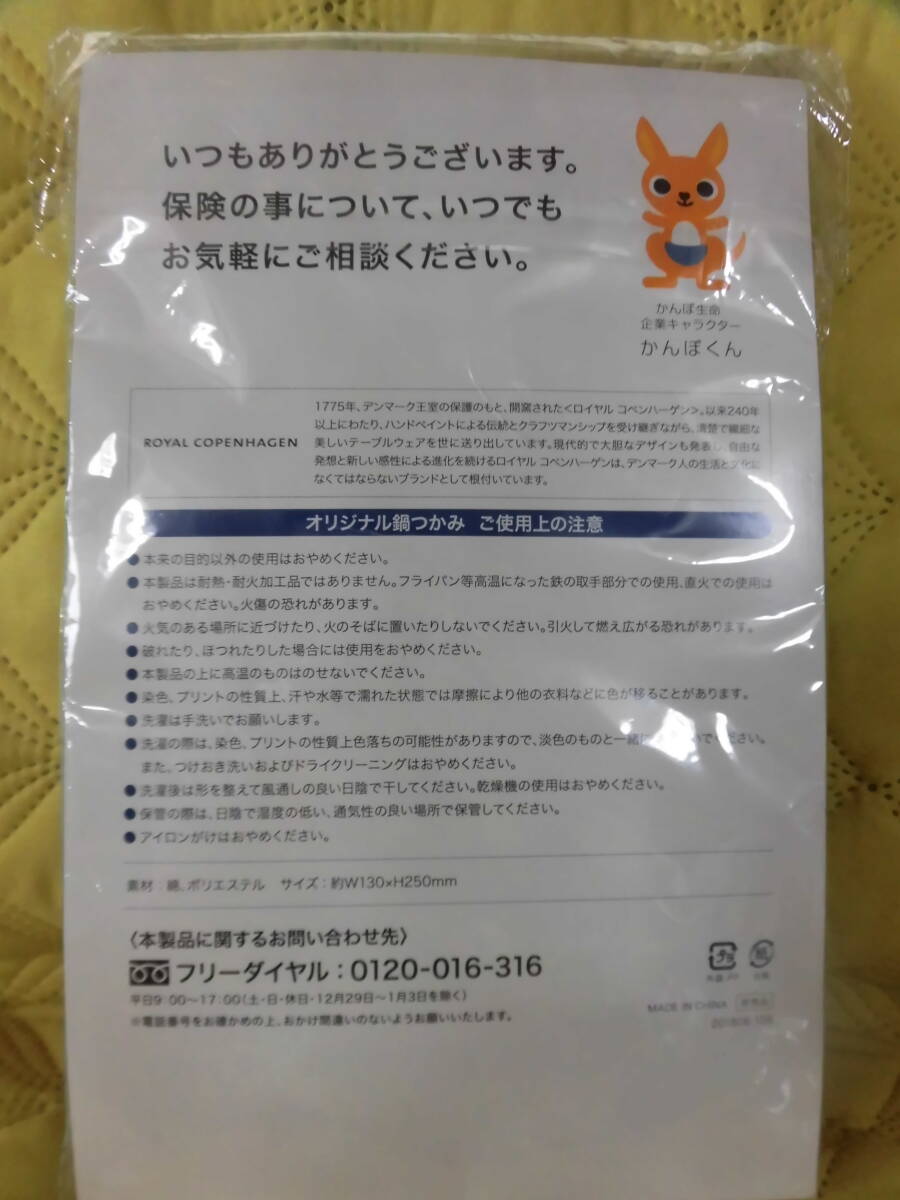 いつもありがとうございます。
保険の事について、いつでも
お気軽にご相談ください。
かんぽ生命
企業キャラクター
かんぽくん
ROYAL COPENHAGEN
1775年、デンマーク王室の保護のもと、開窯された<ロイヤル コペンハーゲン>。以来240年
以上にわたり、ハンドペイントによる伝統とクラフツマンシップを受け継ぎながら、清楚で繊細な
美しいテーブルウェアを世に送り出しています。現代的で大胆なデザインも発表し、自由な
発想と新しい感性による進化を続けるロイヤル コペンハーゲンは、デンマーク人の生活と文化に
なくてはならないブランドとして根付いています。
オリジナル鍋つかみ ご使用上の注意
●本来の目的以外の使用はおやめください。
●本製品は耐熱・耐火加工品ではありません。フライパン等高温になった鉄の取手部分での使用、直火での使用は
おやめください。火傷の恐れがあります。
●火気のある場所に近づけたり、火のそばに置いたりしないでください。引火して燃え広がる恐れがあります。
●破れたり、ほつれたりした場合には使用をおやめください。
●本製品の上に高温のものはのせないでください。
●染色、プリントの性質上、汗や水等で濡れた状態では摩擦により他の衣料などに色が移ることがあります。
●洗濯は手洗いでお願いします。
●洗濯の際は、染色、プリントの性質上色落ちの可能性がありますので、淡色のものと一緒に でください。
また、つけおき洗いおよびドライクリーニングはおやめください。
●洗濯後は形を整えて風通しの良い日陰で干してください。乾燥機の使用はおやめください。
●保管の際は、日陰で湿度の低い、通気性の良い場所で保管してください。
●アイロンがけはおやめください。
素材：綿、ポリエステル サイズ：約W130×H250mm
〈本製品に関するお問い合わせ先〉
フリーダイヤル：0120-016-316
平日9：00〜17：00（土・日・休日・12月29日〜1月3日を除く）
※電話番号をお確かめの上、おかけ間違いのないようお願いいたします。
プラ
紙
MADE IN CHINA